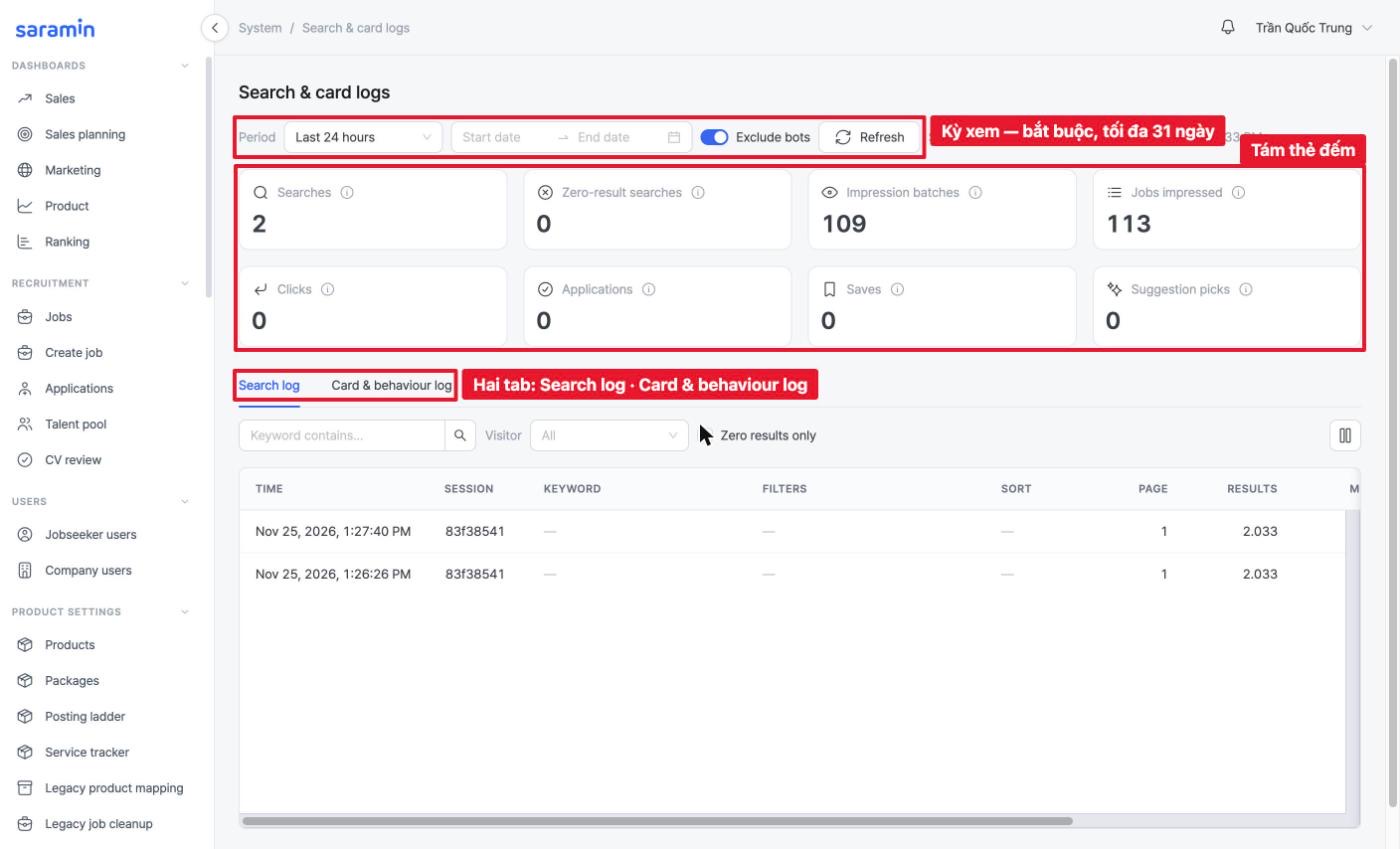 saramin
System / Search & card logs
Trần Quốc Trung
DASHBOARDS
Sales
Sales planning
Marketing
Product
Ranking
RECRUITMENT
Jobs
Create job
Applications
Talent pool
CV review
USERS
Jobseeker users
Company users
PRODUCT SETTINGS
Products
Packages
Posting ladder
Service tracker
Legacy product mapping
Legacy job cleanup
Search & card logs
Period Last 24 hours Start date → End date Exclude bots Refresh
Kỳ xem — bắt buộc, tối đa 31 ngày
Tám thẻ đếm
Searches Zero-result searches Impression batches Jobs impressed
2 0 109 113
Clicks Applications Saves Suggestion picks
0 0 0 0
Search log Card & behaviour log Hai tab: Search log · Card & behaviour log
Keyword contains... Visitor All Zero results only
TIME SESSION KEYWORD FILTERS SORT PAGE RESULTS M
Nov 25, 2026, 1:27:40 PM 83f38541 — — — 1 2.033
Nov 25, 2026, 1:26:26 PM 83f38541 — — — 1 2.033